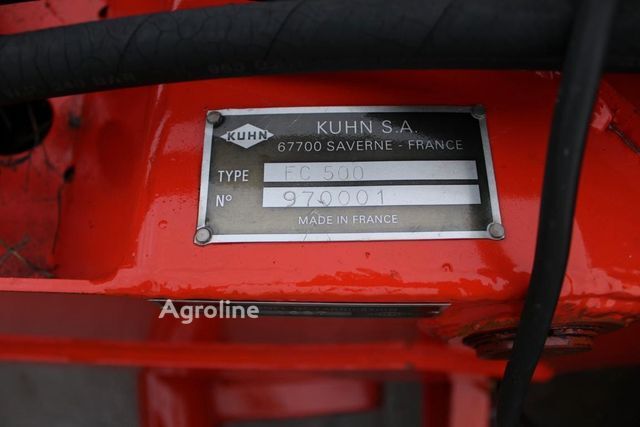 KUHN
KUHN S.A.
67700 SAVERNE - FRANCE
TYPE FC 500
N° 970001
MADE IN FRANCE
Agroline